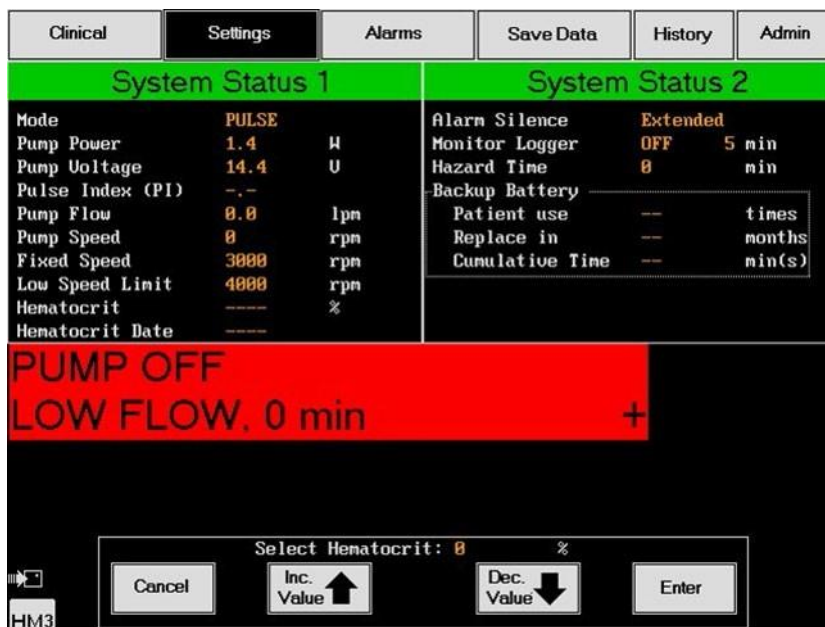 Clinical Settings Alarms Save Data History Admin
System Status 1
Mode PULSE
Pump Power 1.4 W
Pump Voltage 14.4 V
Pulse Index (PI) -.-
Pump Flow 0.0 lpm
Pump Speed 0 rpm
Fixed Speed 3000 rpm
Low Speed Limit 4000 rpm
Hematocrit ---- %
Hematocrit Date ----
System Status 2
Alarm Silence Extended
Monitor Logger OFF 5 min
Hazard Time 0 min
Backup Battery
Patient use -- times
Replace in -- months
Cumulative Time -- min(s)
PUMP OFF
LOW FLOW, 0 min +
Select Hematocrit: 0 %
Cancel
Inc.
Value
Dec.
Value
Enter
HM3